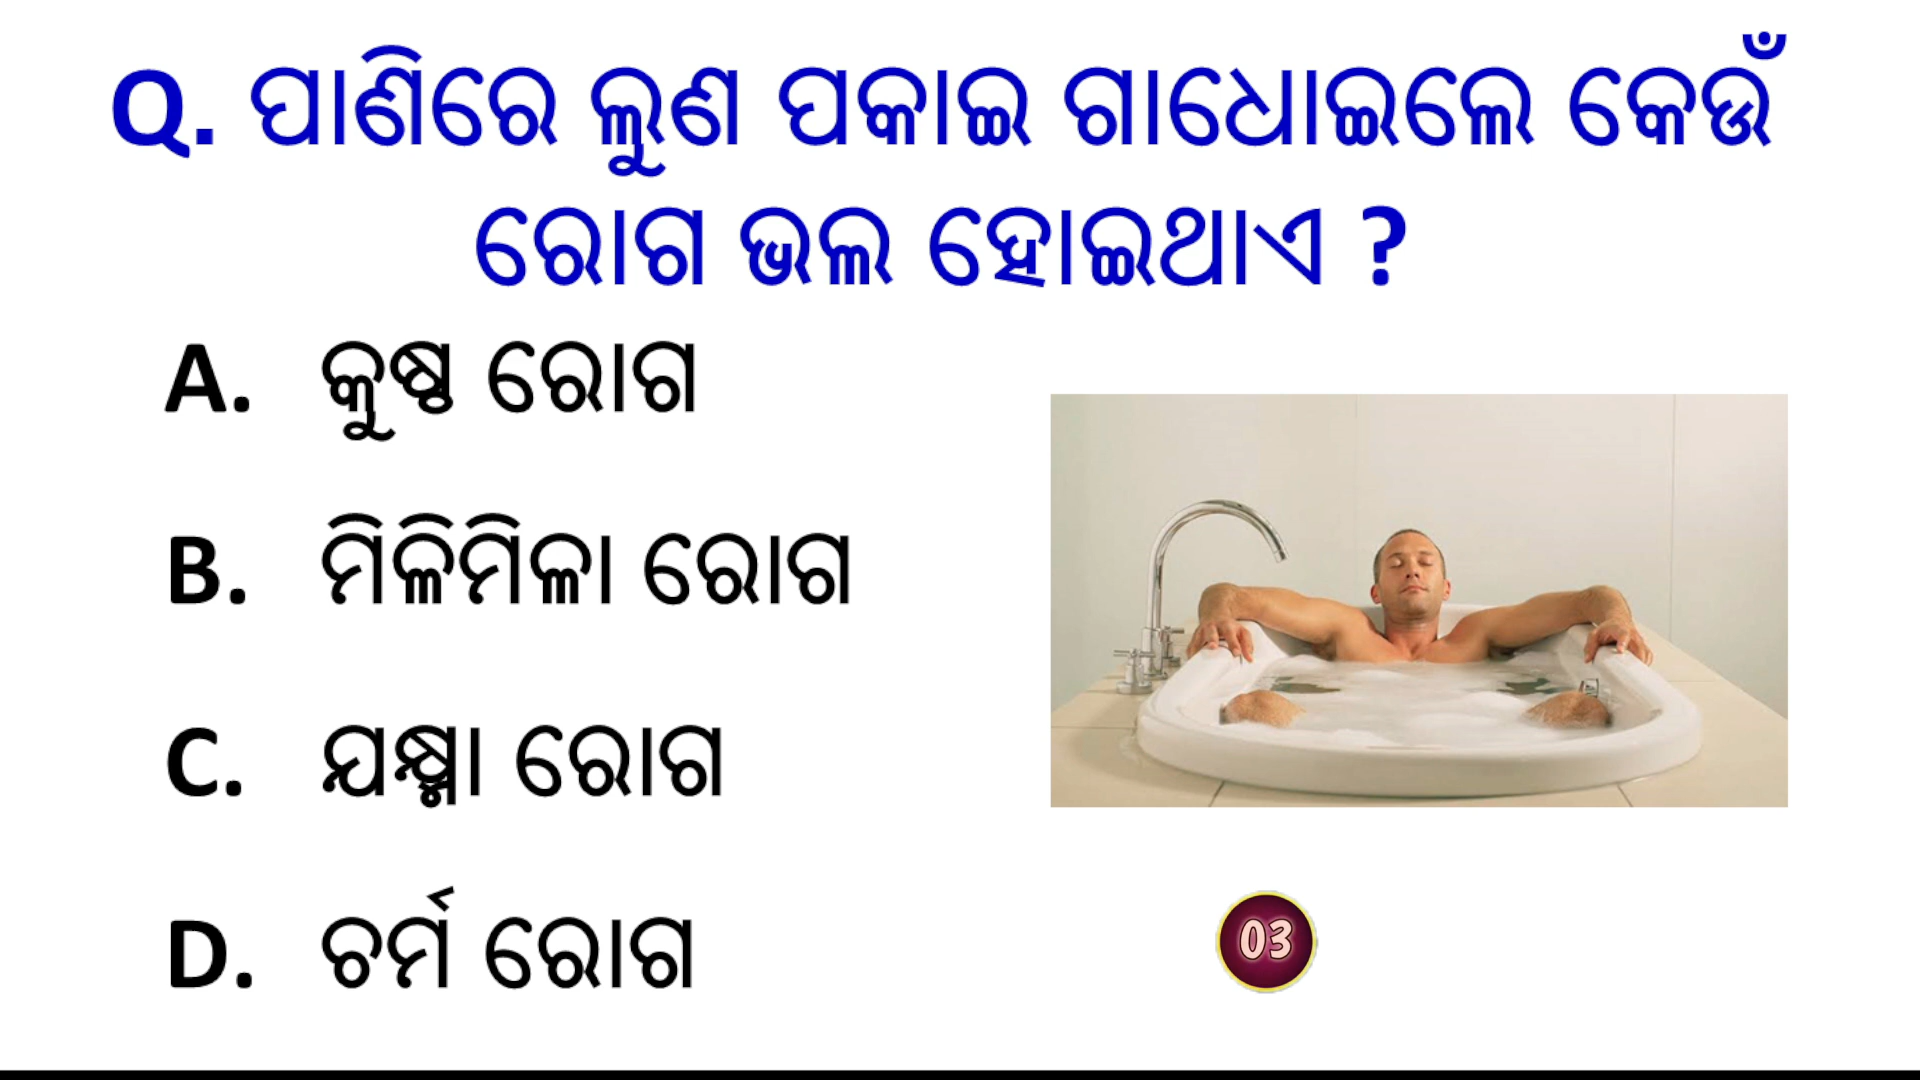 Q. ପାଣିରେ ଲୁଣ ପକାଇ ଗାଧୋଇଲେ କେଉଁ
ରୋଗ ଭଲ ହୋଇଥାଏ ?
A. କୁଷ୍ଠ ରୋଗ
B. ମିଳିମିଳା ରୋଗ
C. ଯକ୍ଷ୍ମା ରୋଗ
D. ଚର୍ମ ରୋଗ
03